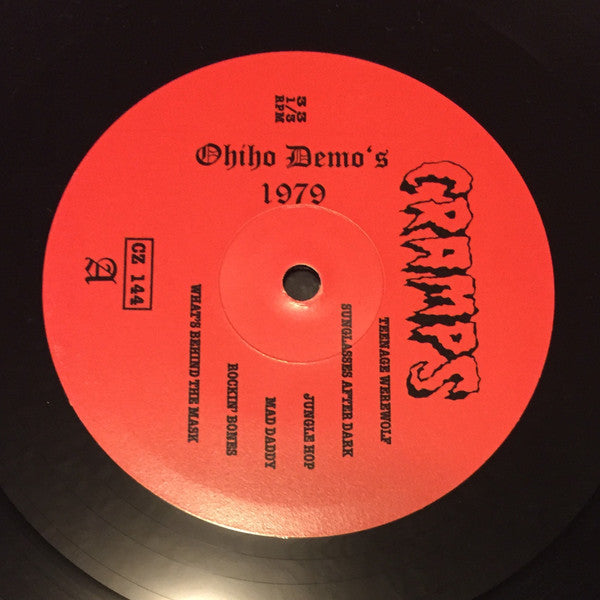 CRAMPS
Ohiho Demo's
1979
33
1/3
RPM
CZ 144
A
TEENAGE WEREWOLF
SUNGLASSES AFTER DARK
JUNGLE HOP
MAD DADDY
ROCKIN' BONES
WHAT'S BEHIND THE MASK